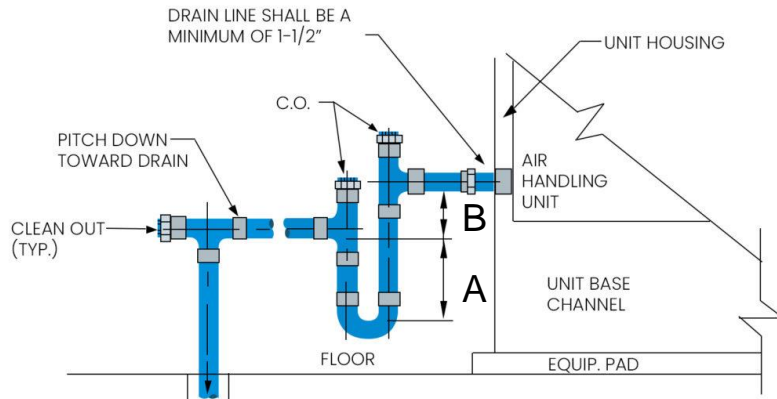 DRAIN LINE SHALL BE A
MINIMUM OF 1-1/2”
UNIT HOUSING
C.O.
PITCH DOWN
TOWARD DRAIN
AIR
HANDLING
UNIT
B
CLEAN OUT
(TYP.)
A
UNIT BASE
CHANNEL
FLOOR
EQUIP. PAD